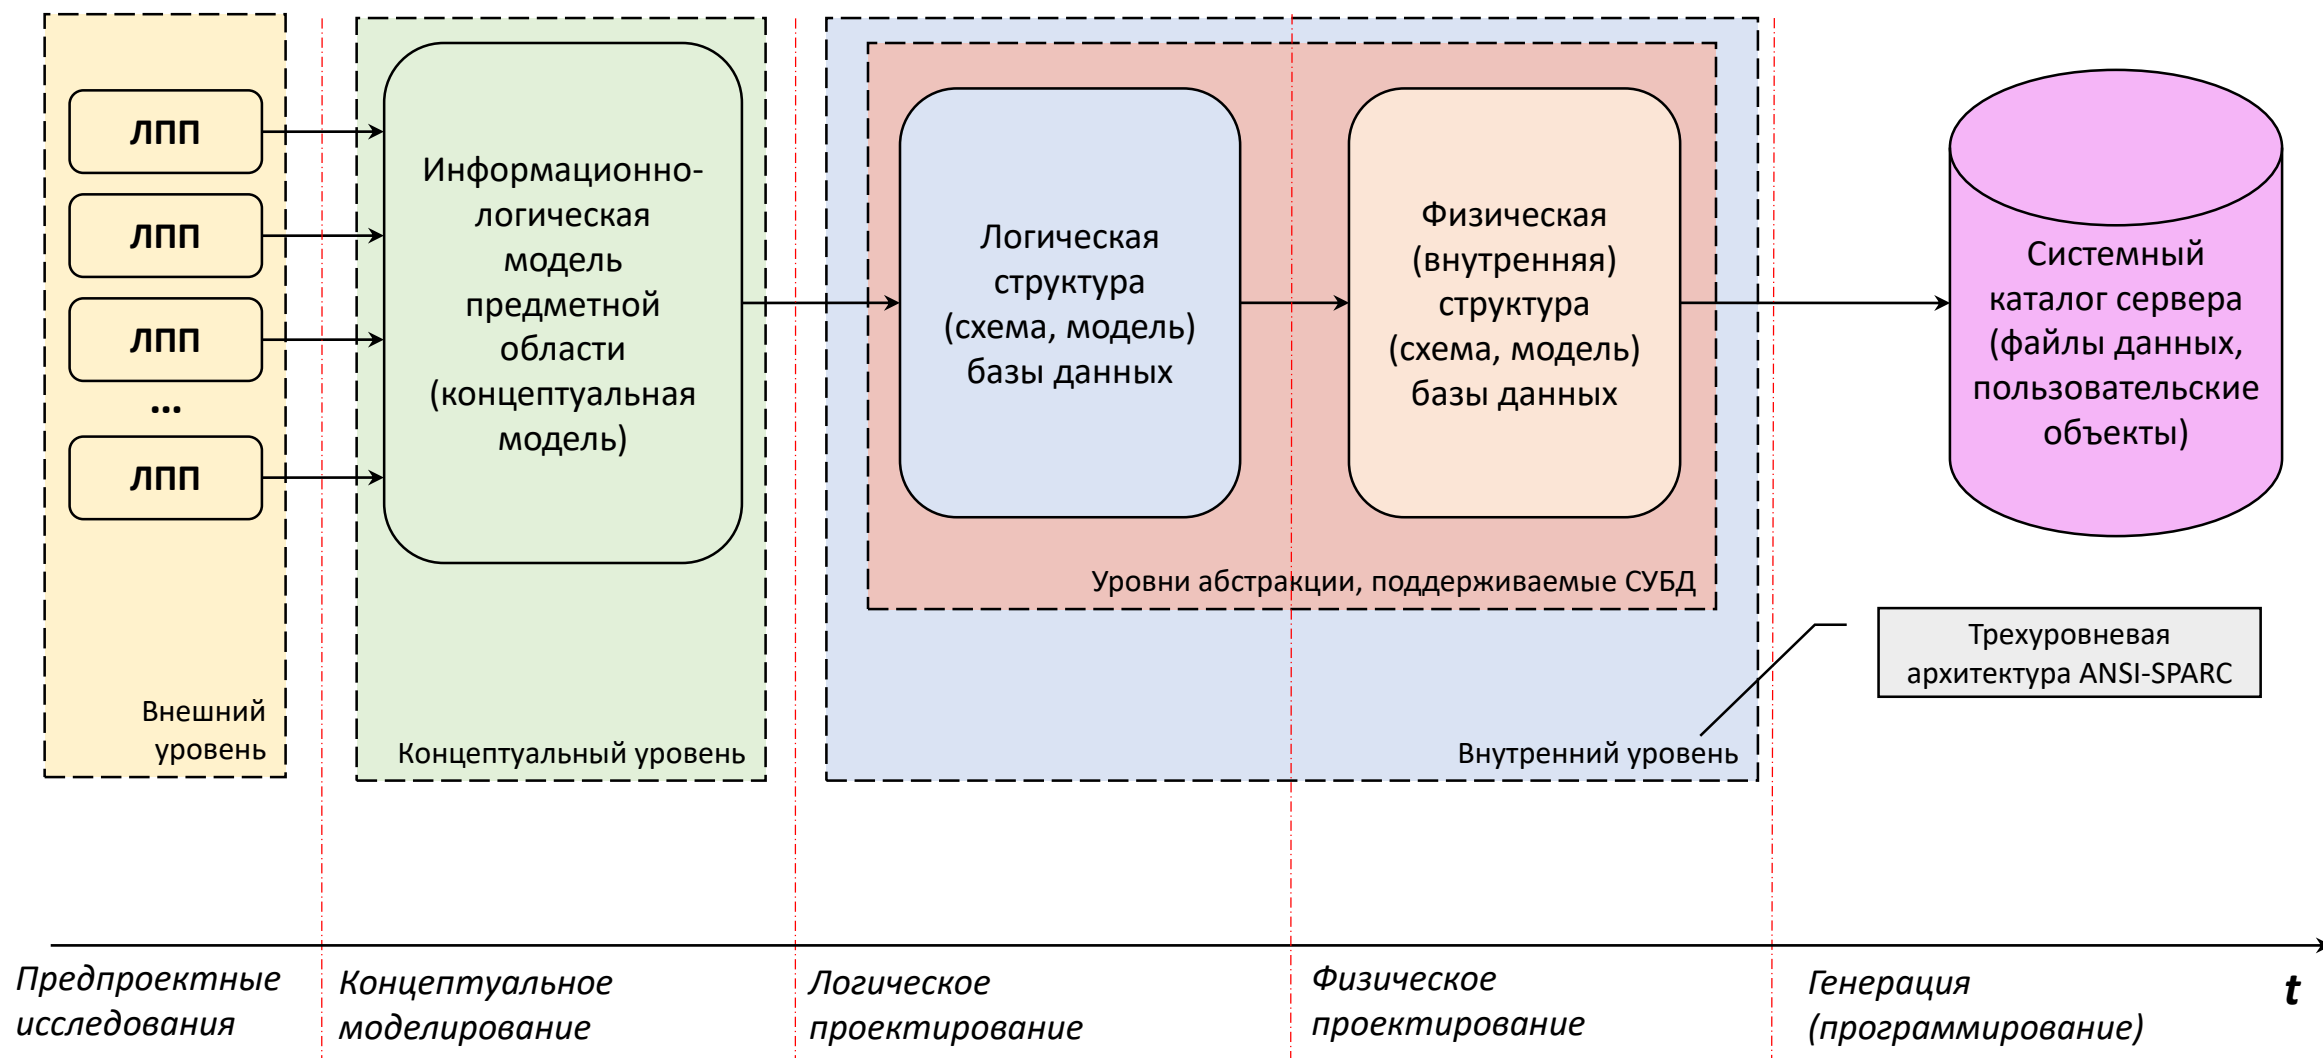 ЛПП
ЛПП
ЛПП
...
ЛПП
Внешний
уровень
Информационно-
логическая
модель
предметной
области
(концептуальная
модель)
Концептуальный уровень
Логическая
структура
(схема, модель)
базы данных
Физическая
(внутренняя)
структура
(схема, модель)
базы данных
Уровни абстракции, поддерживаемые СУБД
Внутренний уровень
Системный
каталог сервера
(файлы данных,
пользовательские
объекты)
Трехуровневая
архитектура ANSI-SPARC
Предпроектные
исследования
Концептуальное
моделирование
Логическое
проектирование
Физическое
проектирование
Генерация
(программирование)
t